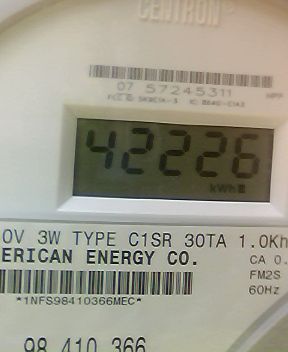 CENTRON
07 57245311
42226
kWh
0V 3W TYPE C1SR 30TA 1.0Kh
ERICAN ENERGY CO.
CA 0.
FM2S
60Hz
*1NFS98410366MEC*
98 410 366